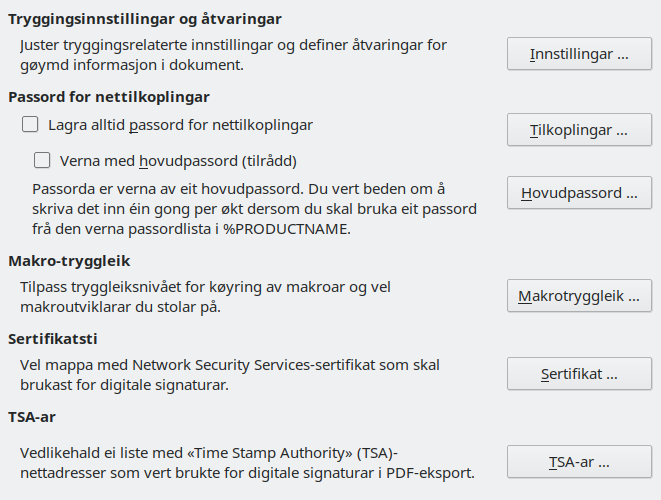 Tryggingsinnstillingar og åtvaringar
Juster tryggingsrelaterte innstillingar og definer åtvaringar for
gøymd informasjon i dokument.
Innstillingar ...
Passord for nettilkoplingar
Lagra alltid passord for nettilkoplingar
Tilkoplingar ...
Verna med hovudpassord (tilrådd)
Passorda er verna av eit hovudpassord. Du vert beden om å
skriva det inn éin gong per økt dersom du skal bruka eit passord
frå den verna passordlista i %PRODUCTNAME.
Hovudpassord ...
Makro-tryggleik
Tilpass tryggleiksnivået for køyring av makroar og vel
makroutviklarar du stolar på.
Makrotryggleik ...
Sertifikatsti
Vel mappa med Network Security Services-sertifikat som skal
brukast for digitale signaturar.
Sertifikat ...
TSA-ar
Vedlikehald ei liste med «Time Stamp Authority» (TSA)-
nettadresser som vert brukte for digitale signaturar i PDF-eksport.
TSA-ar ...